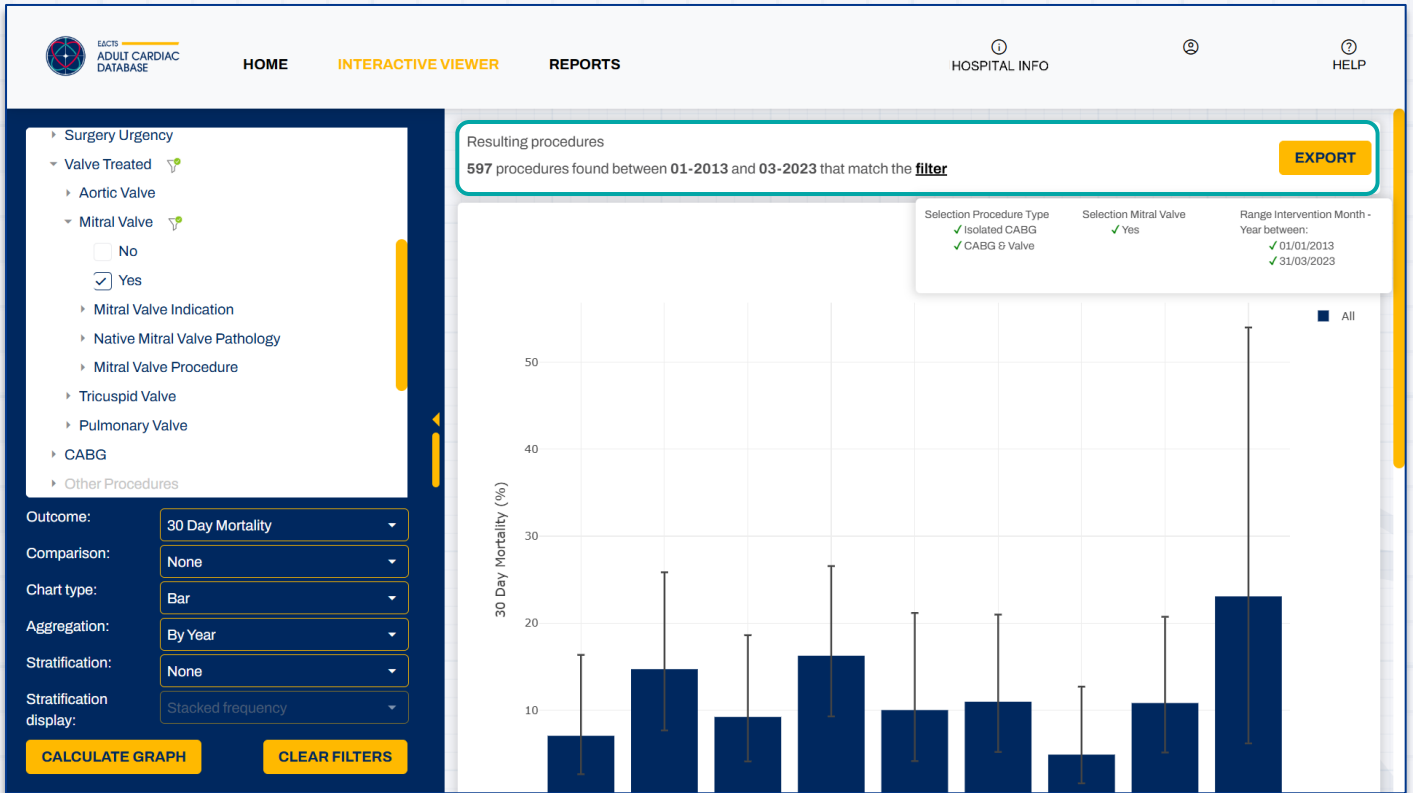 EACTS
ADULT CARDIAC
DATABASE
HOME
INTERACTIVE VIEWER
REPORTS
HOSPITAL INFO
HELP
Surgery Urgency
Valve Treated
Aortic Valve
Mitral Valve
No
Yes
Mitral Valve Indication
Native Mitral Valve Pathology
Mitral Valve Procedure
Tricuspid Valve
Pulmonary Valve
CABG
Other Procedures
Outcome:
30 Day Mortality
Comparison:
None
Chart type:
Bar
Aggregation:
By Year
Stratification:
None
Stratification
display:
Stacked frequency
CALCULATE GRAPH
CLEAR FILTERS
Resulting procedures
597 procedures found between 01-2013 and 03-2023 that match the filter
EXPORT
Selection Procedure Type
Isolated CABG
CABG & Valve
Selection Mitral Valve
Yes
Range Intervention Month -
Year between:
01/01/2013
31/03/2023
All
30 Day Mortality (%)
50
40
30
20
10